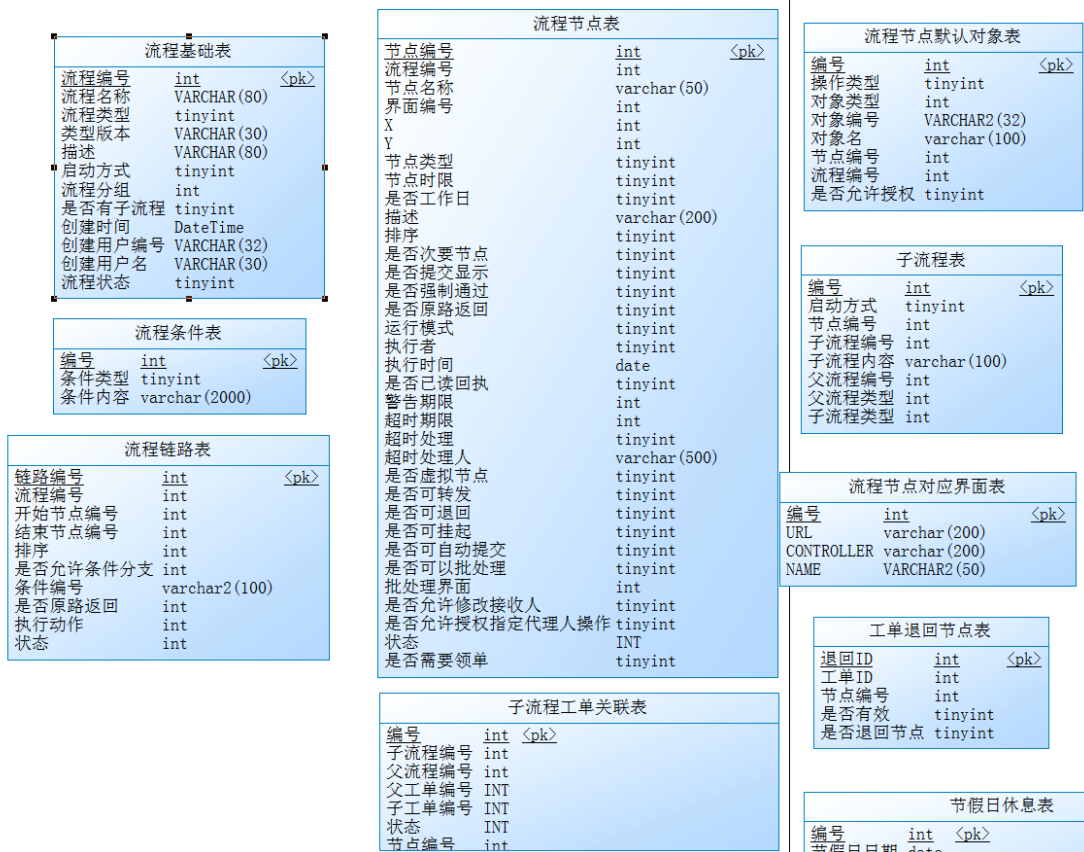 流程基础表
流程编号 int <pk>
流程名称 VARCHAR(80)
流程类型 tinyint
类型版本 VARCHAR(30)
描述 VARCHAR(80)
启动方式 tinyint
流程分组 int
是否有子流程 tinyint
创建时间 DateTime
创建用户编号 VARCHAR(32)
创建用户名 VARCHAR(30)
流程状态 tinyint
流程条件表
编号 int <pk>
条件类型 tinyint
条件内容 varchar(2000)
流程链路表
链路编号 int <pk>
流程编号 int
开始节点编号 int
结束节点编号 int
排序 int
是否允许条件分支 int
条件编号 varchar2(100)
是否原路返回 int
执行动作 int
状态 int
流程节点表
节点编号 int <pk>
流程编号 int
节点名称 varchar(50)
界面编号 int
X int
Y int
节点类型 tinyint
节点时限 tinyint
是否工作日 tinyint
描述 varchar(200)
排序 tinyint
是否次要节点 tinyint
是否提交显示 tinyint
是否强制通过 tinyint
是否原路返回 tinyint
运行模式 tinyint
执行者 tinyint
执行时间 date
是否已读回执 tinyint
警告期限 int
超时期限 int
超时处理 tinyint
超时处理人 varchar(500)
是否虚拟节点 tinyint
是否可转发 tinyint
是否可退回 tinyint
是否可挂起 tinyint
是否可自动提交 tinyint
是否可以批处理 tinyint
批处理界面 int
是否允许修改接收人 tinyint
是否允许授权指定代理人操作 tinyint
状态 INT
是否需要领单 tinyint
子流程工单关联表
编号 int <pk>
子流程编号 int
父流程编号 int
父工单编号 INT
子工单编号 INT
状态 INT
节点编号 int
流程节点默认对象表
编号 int <pk>
操作类型 tinyint
对象类型 int
对象编号 VARCHAR2(32)
对象名 varchar(100)
节点编号 int
流程编号 int
是否允许授权 tinyint
子流程表
编号 int <pk>
启动方式 tinyint
节点编号 int
子流程编号 int
子流程内容 varchar(100)
父流程编号 int
父流程类型 int
子流程类型 int
流程节点对应界面表
编号 int <pk>
URL varchar(200)
CONTROLLER varchar(200)
NAME VARCHAR2(50)
工单退回节点表
退回ID int <pk>
工单ID int
节点编号 int
是否有效 tinyint
是否退回节点 tinyint
节假日休息表
编号 int <pk>
节假日日期 date